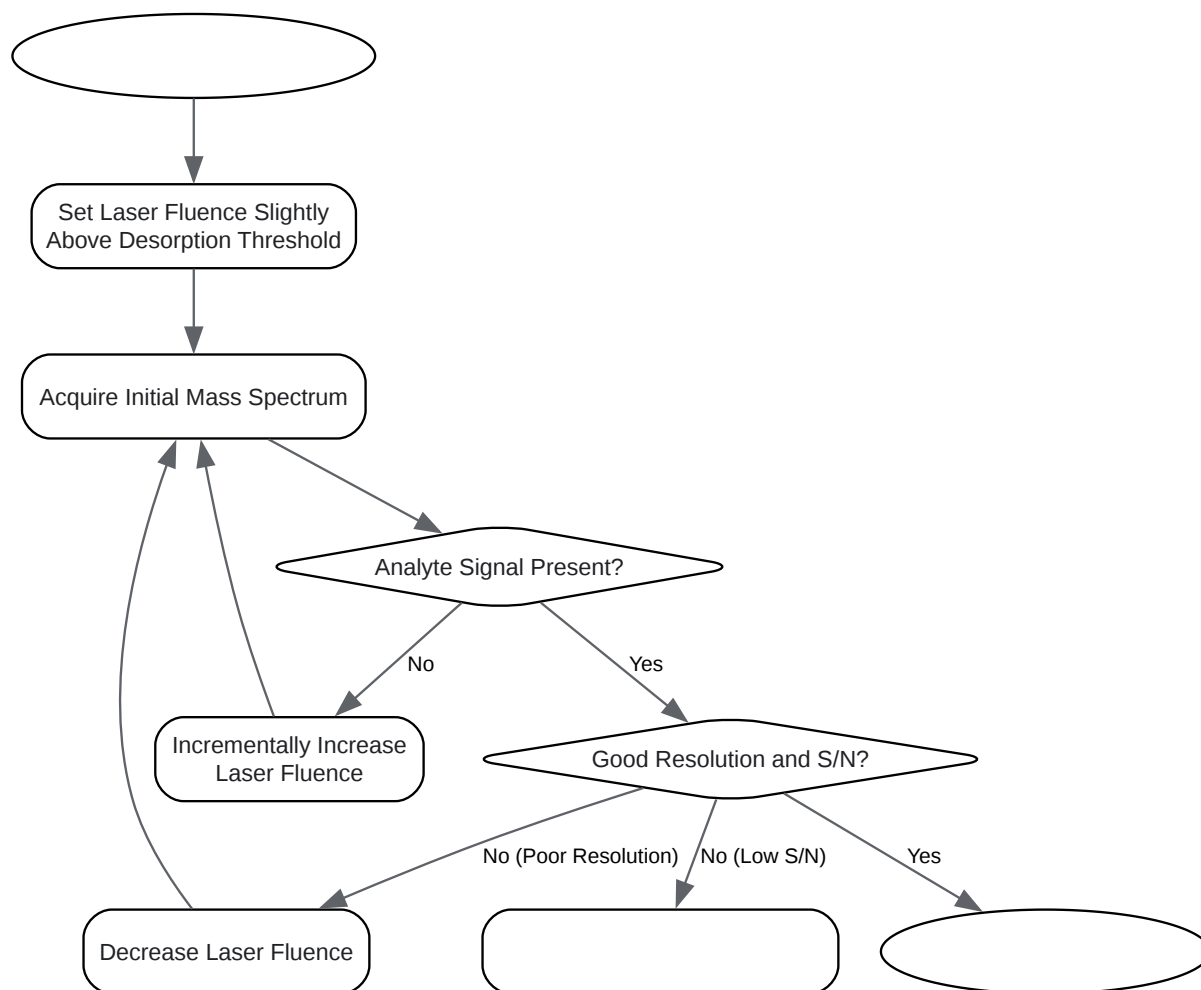 Set Laser Fluence Slightly
Above Desorption Threshold
Acquire Initial Mass Spectrum
Analyte Signal Present?
No
Yes
Incrementally Increase
Laser Fluence
Good Resolution and S/N?
No (Poor Resolution)
No (Low S/N)
Yes
Decrease Laser Fluence